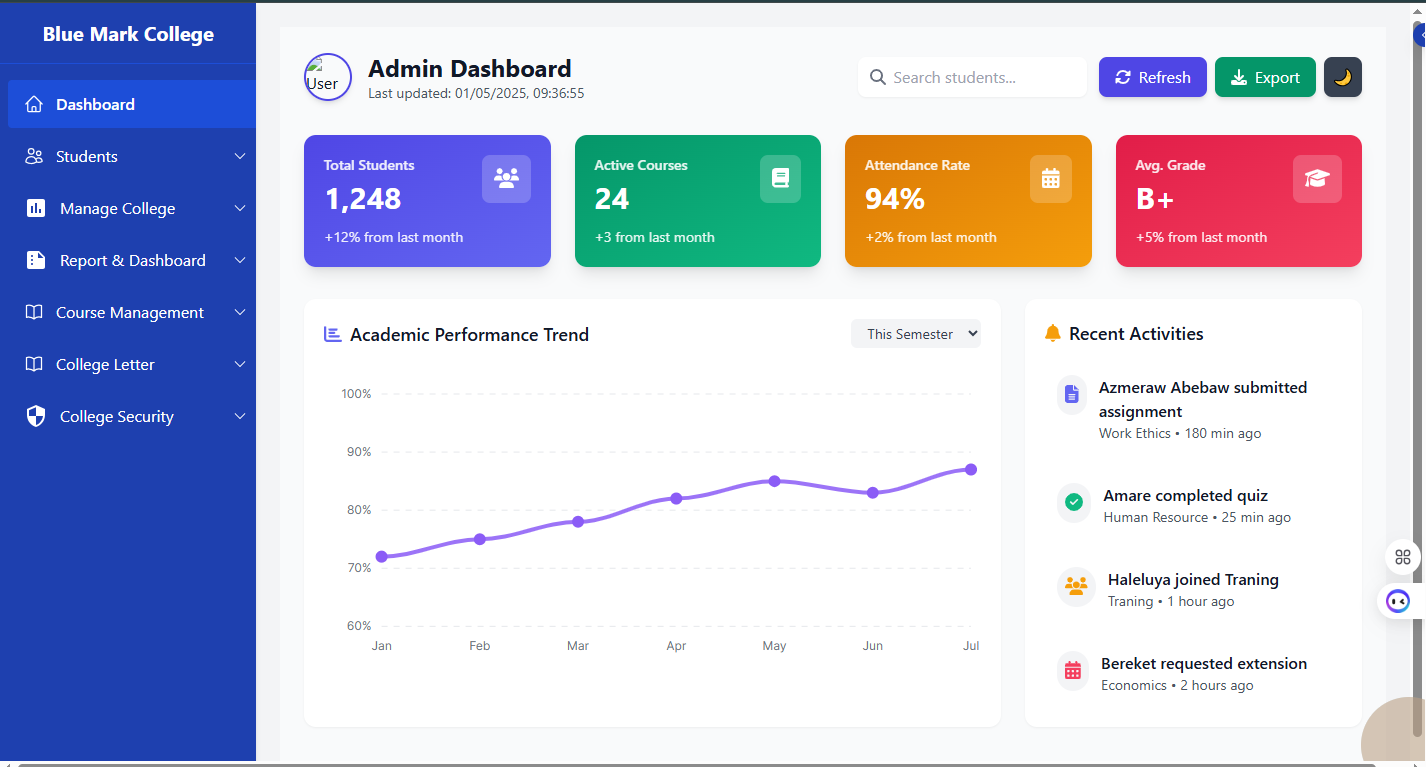 Blue Mark College
Dashboard
Students
Manage College
Report & Dashboard
Course Management
College Letter
College Security
User
Admin Dashboard
Last updated: 01/05/2025, 09:36:55
Search students...
Refresh
Export
Total Students
1,248
+12% from last month
Active Courses
24
+3 from last month
Attendance Rate
94%
+2% from last month
Avg. Grade
B+
+5% from last month
Academic Performance Trend
This Semester
100%
90%
80%
70%
60%
Jan Feb Mar Apr May Jun Jul
Recent Activities
Azmeraw Abebaw submitted
assignment
Work Ethics • 180 min ago
Amare completed quiz
Human Resource • 25 min ago
Haleluya joined Traning
Traning • 1 hour ago
Bereket requested extension
Economics • 2 hours ago